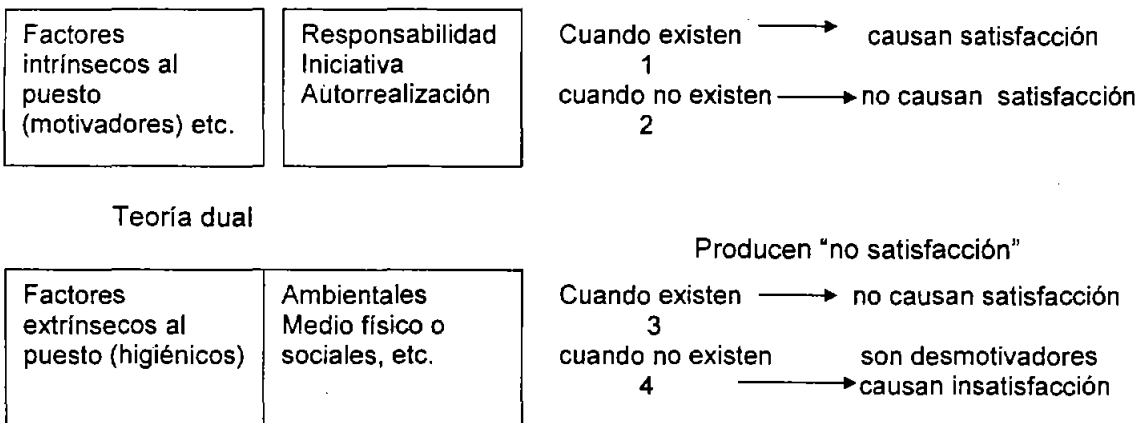 Factores
intrínsecos al
puesto
(motivadores) etc.
Responsabilidad
Iniciativa
Autorrealización
Cuando existen causan satisfacción
1
cuando no existen no causan satisfacción
2
Teoría dual
Producen “no satisfacción”
Factores
extrínsecos al
puesto (higiénicos)
Ambientales
Medio físico o
sociales, etc.
Cuando existen no causan satisfacción
3
cuando no existen son desmotivadores
4 causan insatisfacción